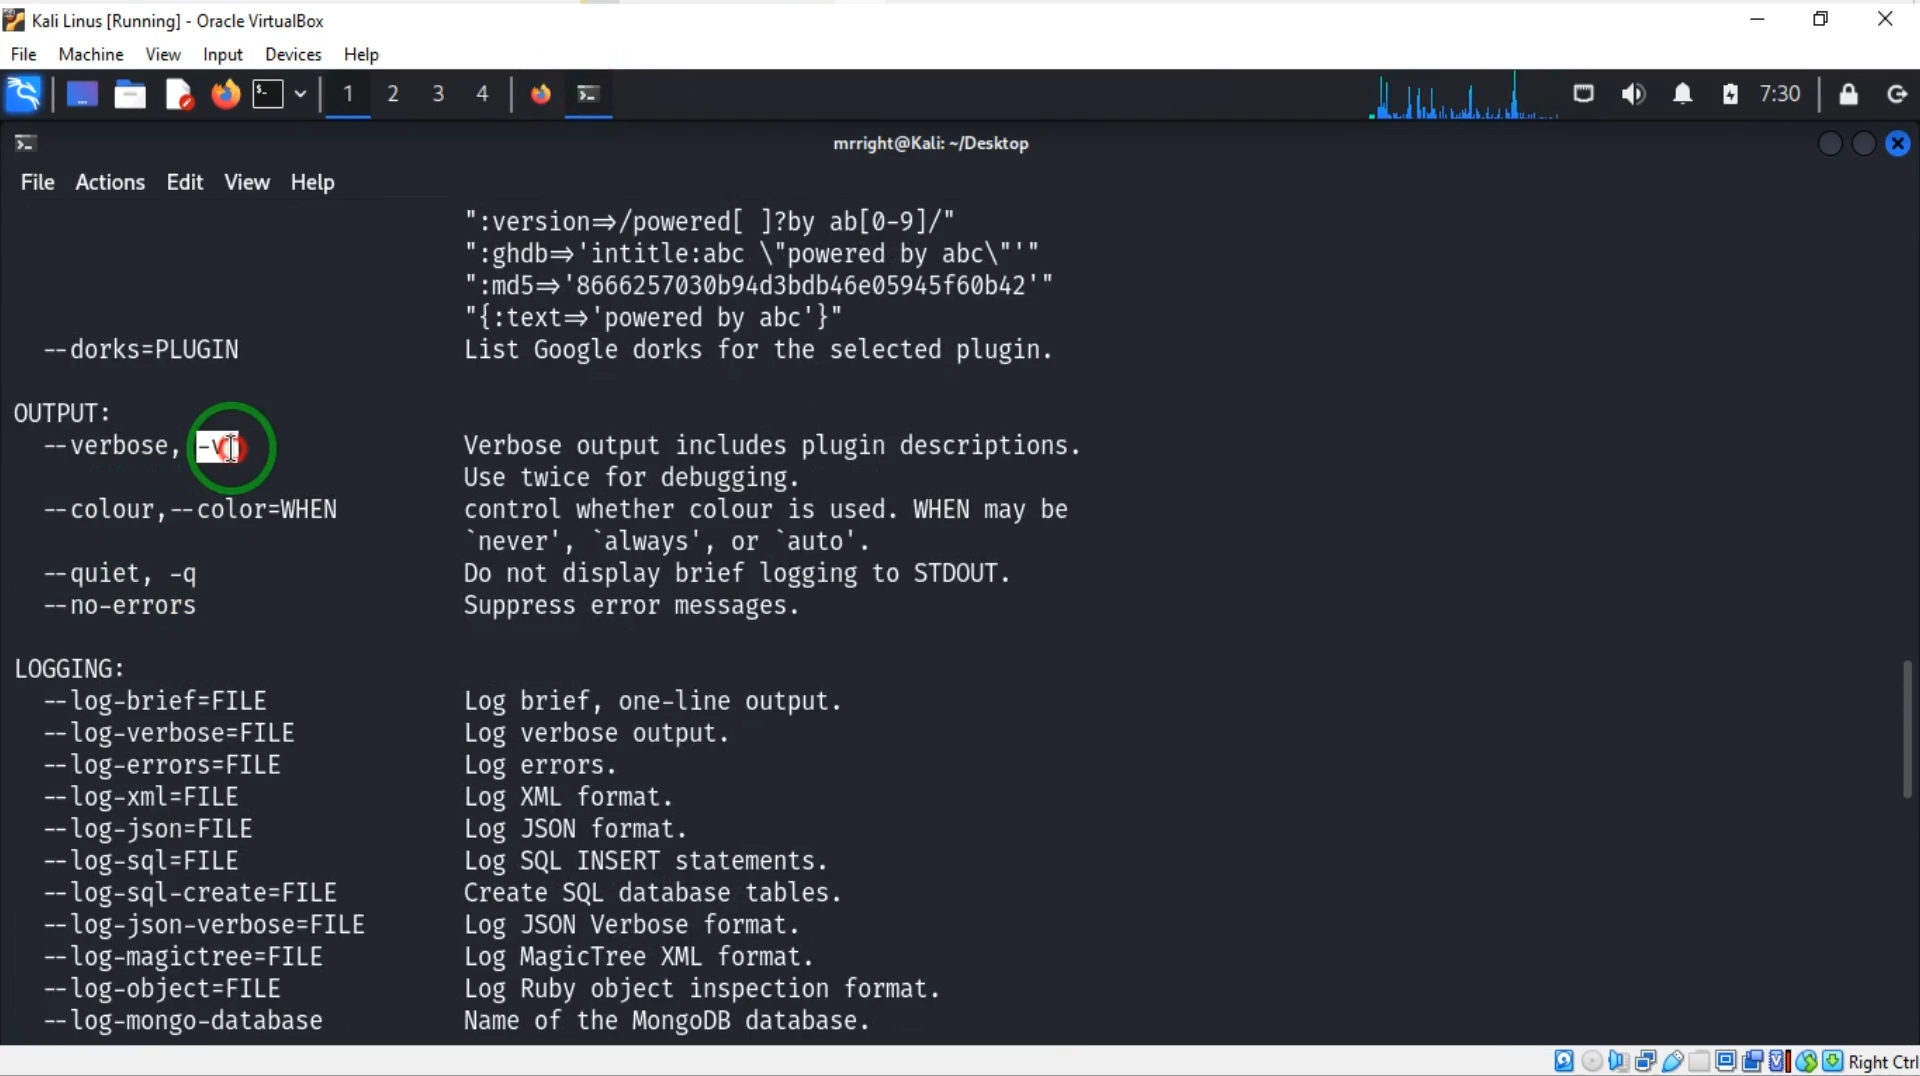 Kali Linus [Running] - Oracle VirtualBox
File Machine View Input Devices Help
1 2 3 4 7:30
mrright@Kali: ~/Desktop
File Actions Edit View Help
":version⇒/powered[ ]?by ab[0-9]/"
":ghdb⇒'intitle:abc \"powered by abc\"'"
":md5⇒'8666257030b94d3bdb46e05945f60b42'"
"{:text⇒'powered by abc'}"
--dorks=PLUGIN List Google dorks for the selected plugin.
OUTPUT:
--verbose, -v Verbose output includes plugin descriptions.
Use twice for debugging.
--colour,--color=WHEN control whether colour is used. WHEN may be
`never', `always', or `auto'.
--quiet, -q Do not display brief logging to STDOUT.
--no-errors Suppress error messages.
LOGGING:
--log-brief=FILE Log brief, one-line output.
--log-verbose=FILE Log verbose output.
--log-errors=FILE Log errors.
--log-xml=FILE Log XML format.
--log-json=FILE Log JSON format.
--log-sql=FILE Log SQL INSERT statements.
--log-sql-create=FILE Create SQL database tables.
--log-json-verbose=FILE Log JSON Verbose format.
--log-magictree=FILE Log MagicTree XML format.
--log-object=FILE Log Ruby object inspection format.
--log-mongo-database Name of the MongoDB database.
Right Ctrl